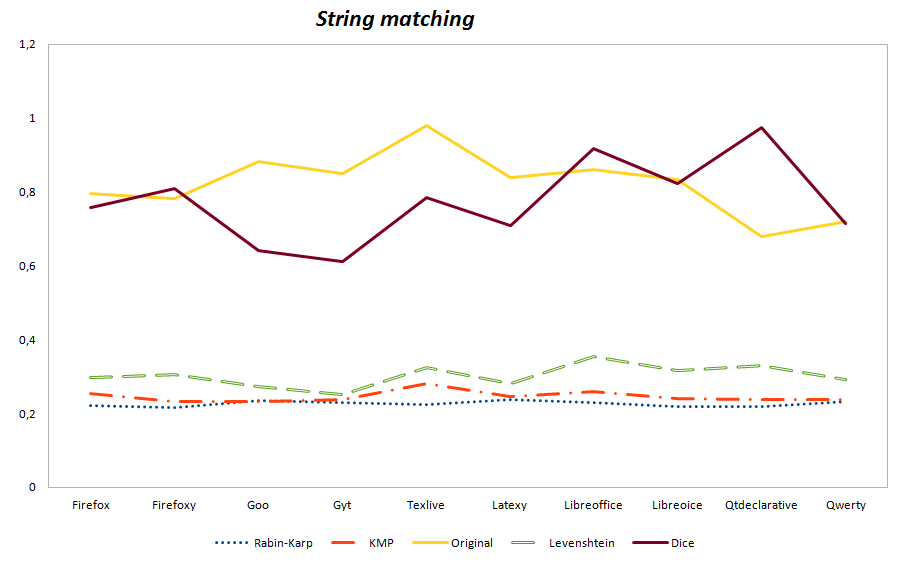 String matching
1,2
1
0,8
0,6
0,4
0,2
0
Firefox Firefoxy Goo Gyt Texlive Latexy Libreoffice Libreoice Qtdeclarative Qwerty
Rabin-Karp KMP Original Levenshtein Dice